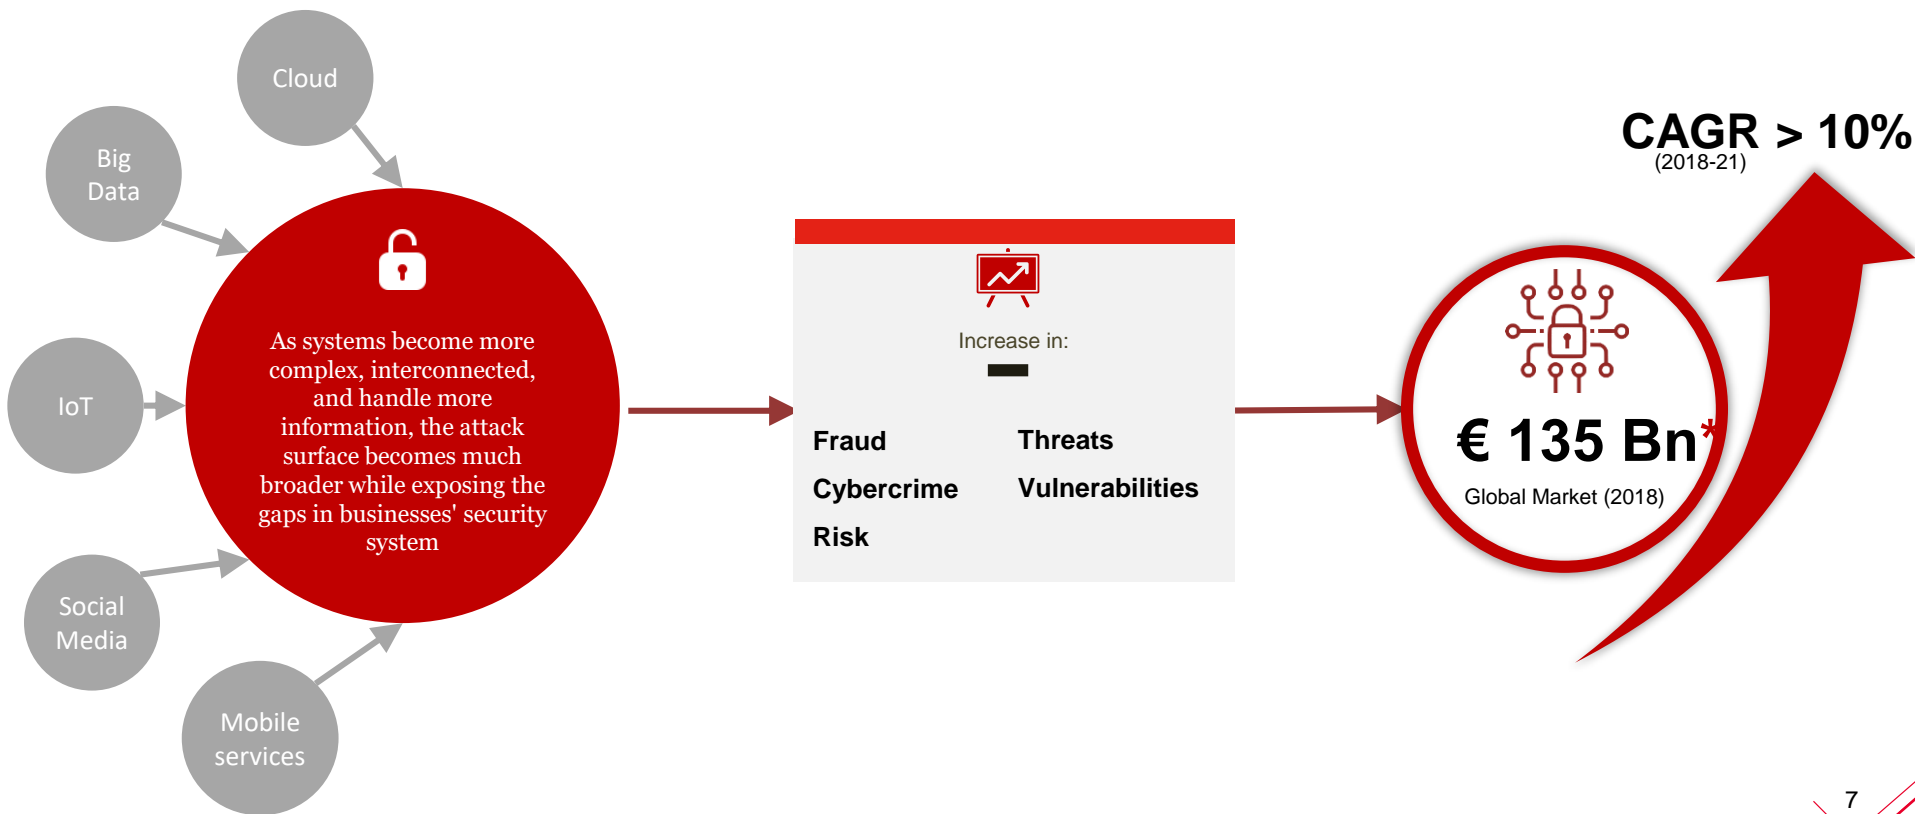 Cloud
Big
Data
IoT
Social
Media
Mobile
services
As systems become more
complex, interconnected,
and handle more
information, the attack
surface becomes much
broader while exposing the
gaps in businesses' security
system
Increase in:
Fraud
Threats
Cybercrime
Vulnerabilities
Risk
CAGR > 10%
(2018-21)
€ 135 Bn*
Global Market (2018)
7